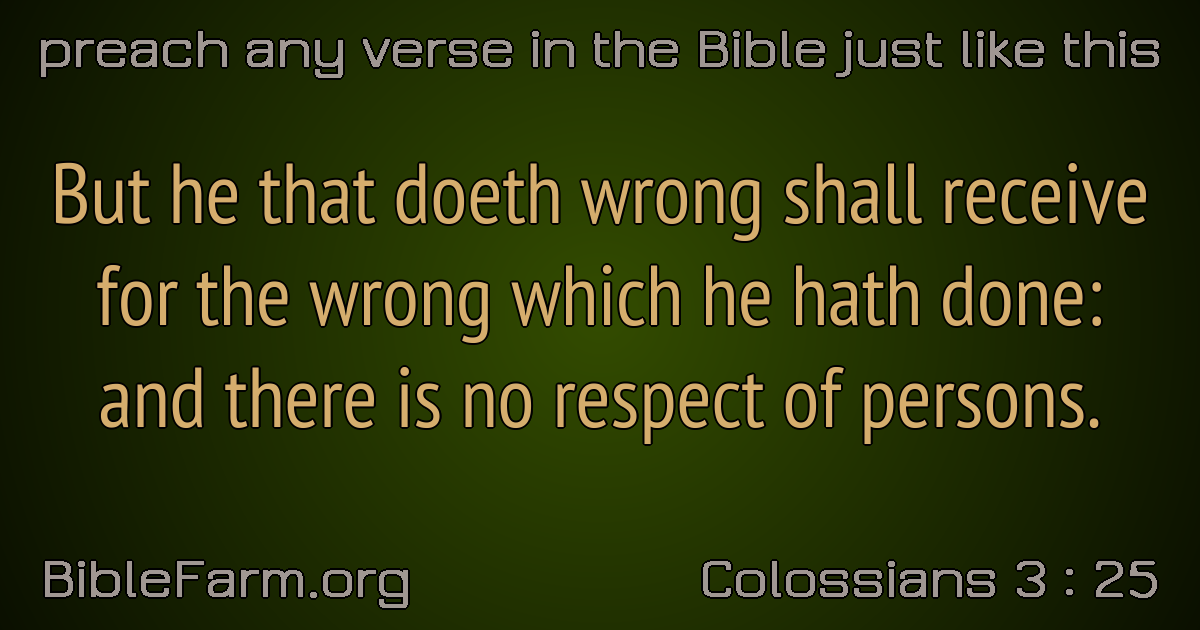 preach any verse in the Bible just like this
But he that doeth wrong shall receive
for the wrong which he hath done:
and there is no respect of persons.
BibleFarm.org
Colossians 3 : 25